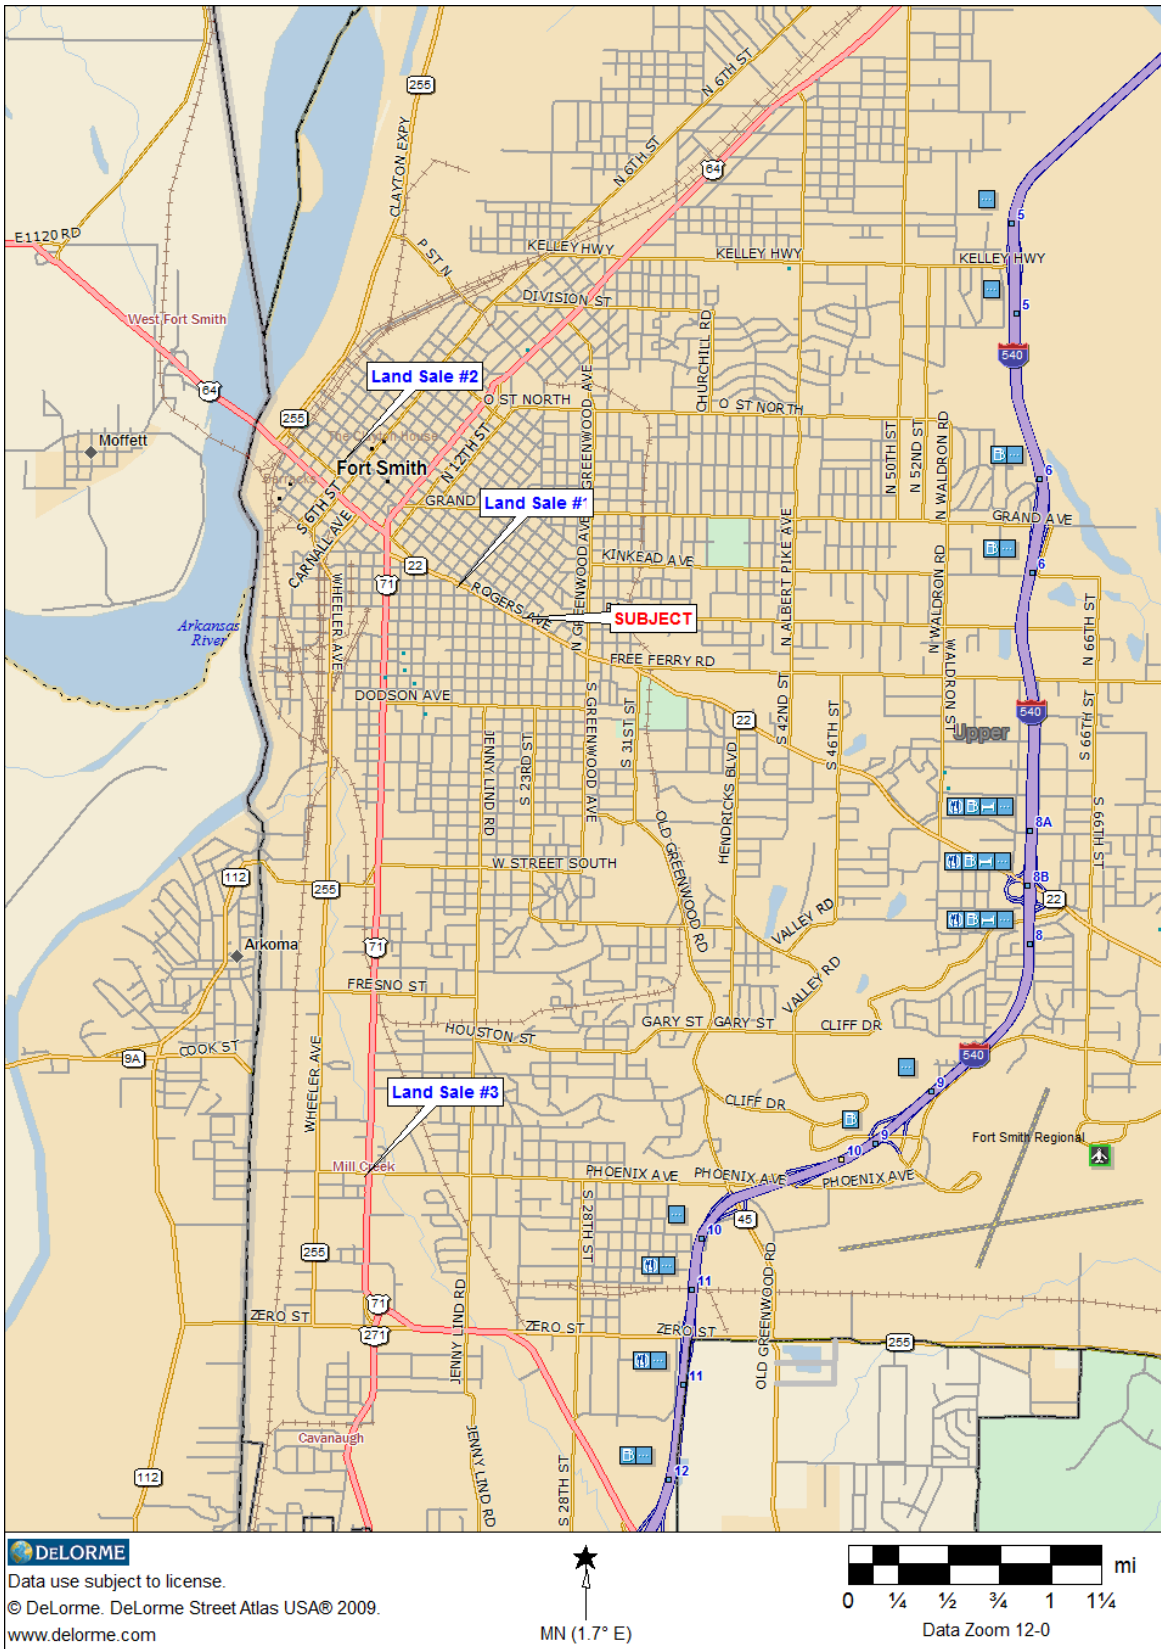 N 6TH ST
255
CLAYTON EXPY
N 6TH ST
64
5
E1120 RD
P ST N
KELLEY HWY
KELLEY HWY
KELLEY HWY
DIVISION ST
5
West Fort Smith
CHURCHILL RD
540
64
Land Sale #2
255
O ST NORTH
O ST NORTH
N GREENWOOD AVE
Moffett
The Clayton House
Fort Smith
N 12TH ST
N 50TH ST
N 52ND ST
N WALDRON RD
6
S 6TH ST
GRAND
Land Sale #1
GRAND AVE
CARNALL AVE
22
71
KINKEAD AVE
N ALBERT PIKE AVE
N WALDRON RD
6
ROGERS AVE
N GREENWOOD AVE
SUBJECT
Arkansas
River
WHEELER AVE
N 66TH ST
FREE FERRY RD
DODSON AVE
S GREENWOOD AVE
S 31ST ST
22
S 42ND ST
S 46TH ST
WALDRON ST
540
Upper
S 66TH ST
JENNY LIND RD
S 23RD ST
HENDRICKS BLVD
OLD GREENWOOD RD
8A
S 66TH ST
W STREET SOUTH
112
255
8B
22
VALLEY RD
Arkoma
71
8
VALLEY RD
FRESNO ST
GARY ST
GARY ST
CLIFF DR
HOUSTON ST
COOK ST
9A
540
WHEELER AVE
Land Sale #3
9
CLIFF DR
9
10
Fort Smith Regional
Mill Creek
PHOENIX AVE
PHOENIX AVE
PHOENIX AVE
S 28TH ST
45
255
10
JENNY LIND RD
OLD GREENWOOD RD
11
71
ZERO ST
271
ZERO ST
ZERO ST
255
11
Cavanaugh
JENNY LIND RD
S 28TH ST
112
12
DELORME
Data use subject to license.
© DeLorme. DeLorme Street Atlas USA® 2009.
www.delorme.com
MN (1.7° E)
mi
0 ¼ ½ ¾ 1 1¼
Data Zoom 12-0